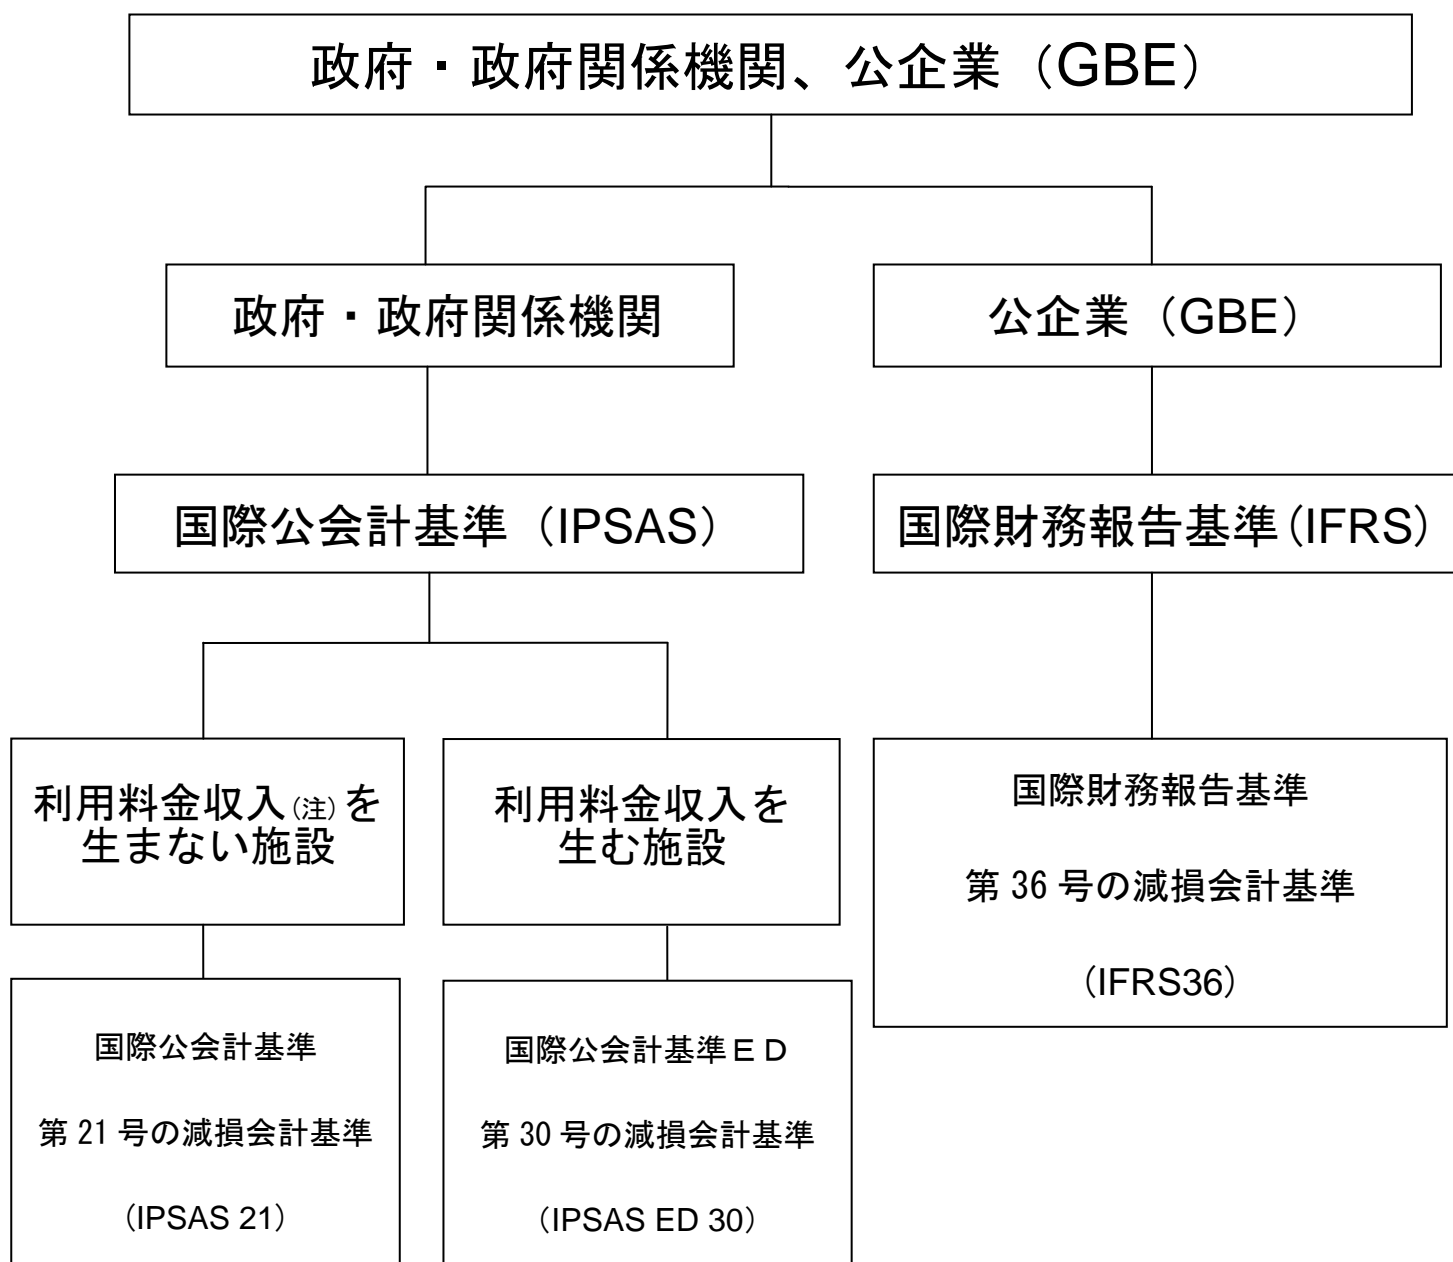 政府・政府関係機関、公企業（GBE）
政府・政府関係機関
公企業（GBE）
国際公会計基準（IPSAS）
国際財務報告基準(IFRS)
利用料金収入(注)を
生まない施設
利用料金収入を
生む施設
国際財務報告基準
第 36 号の減損会計基準
（IFRS36）
国際公会計基準
第 21 号の減損会計基準
（IPSAS 21）
国際公会計基準ＥＤ
第 30 号の減損会計基準
（IPSAS ED 30）